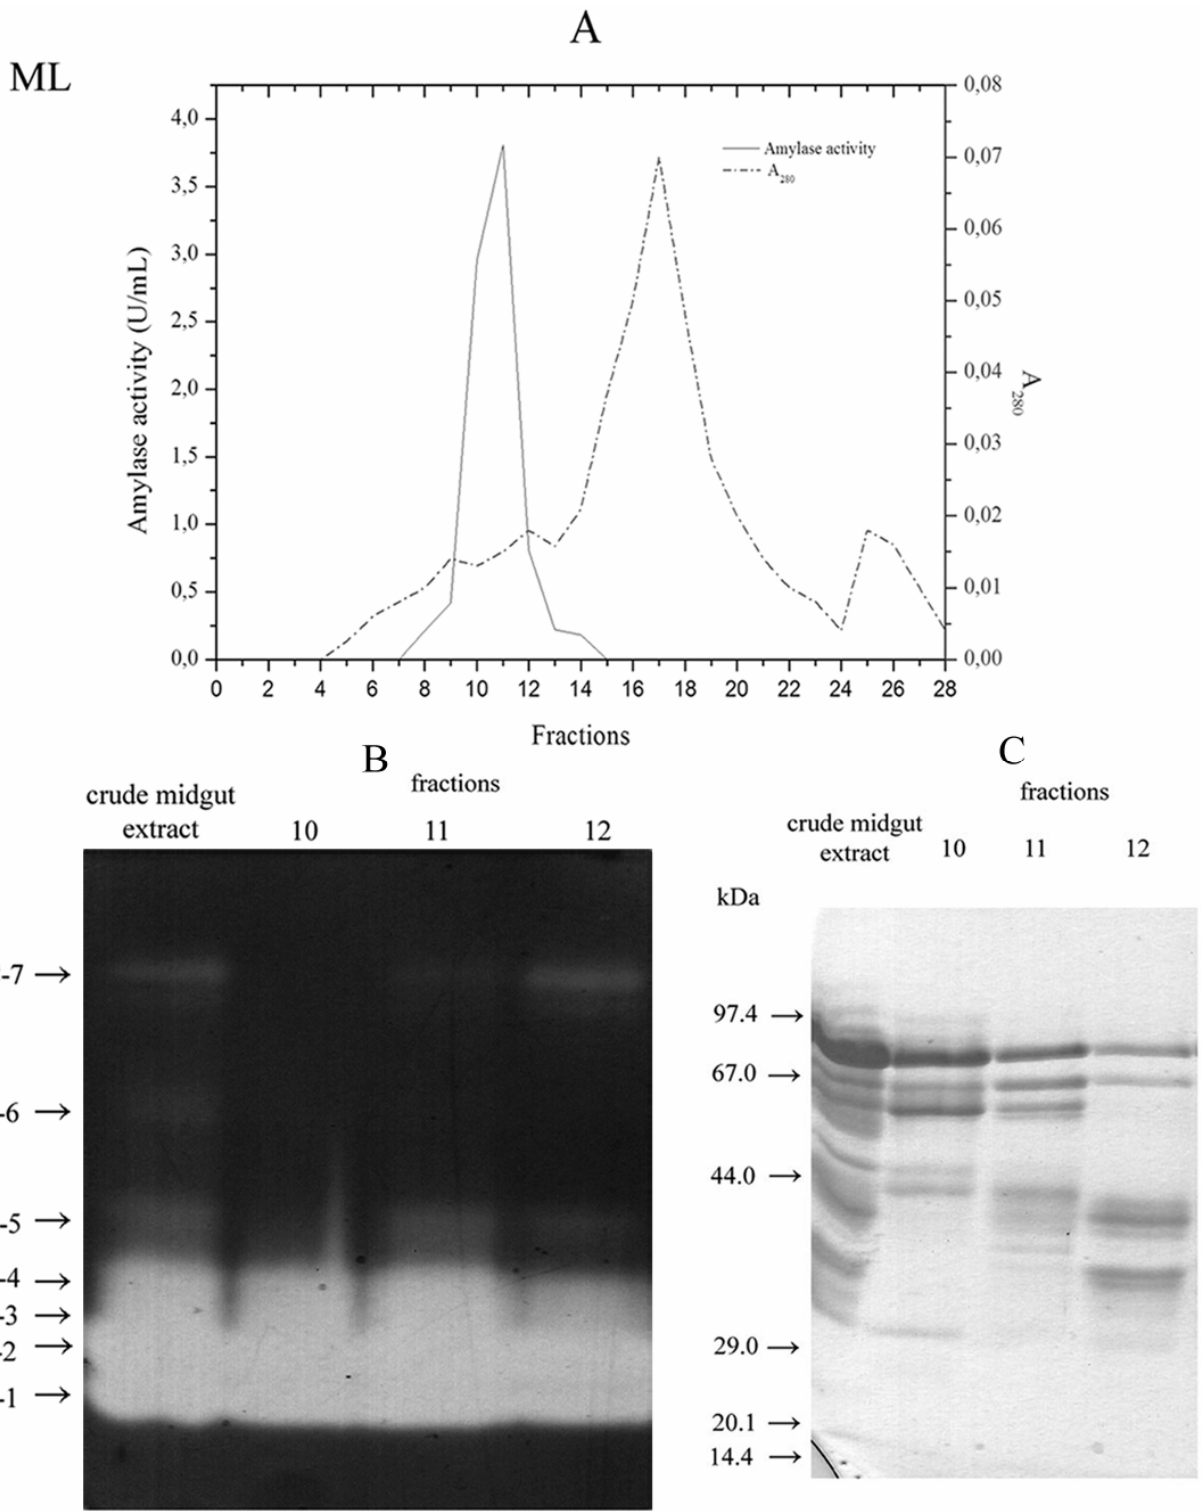 A
ML
4,0
3,5
3,0
2,5
2,0
1,5
1,0
0,5
0,0
Amylase activity (U/mL)
0,08
0,07
0,06
0,05
0,04
0,03
0,02
0,01
0,00
A280
Amylase activity
A280
0 2 4 6 8 10 12 14 16 18 20 22 24 26 28
Fractions
B
fractions
crude midgut
extract
10 11 12
-7
-6
-5
-4
-3
-2
-1
C
fractions
crude midgut
extract
10 11 12
kDa
97.4
67.0
44.0
29.0
20.1
14.4